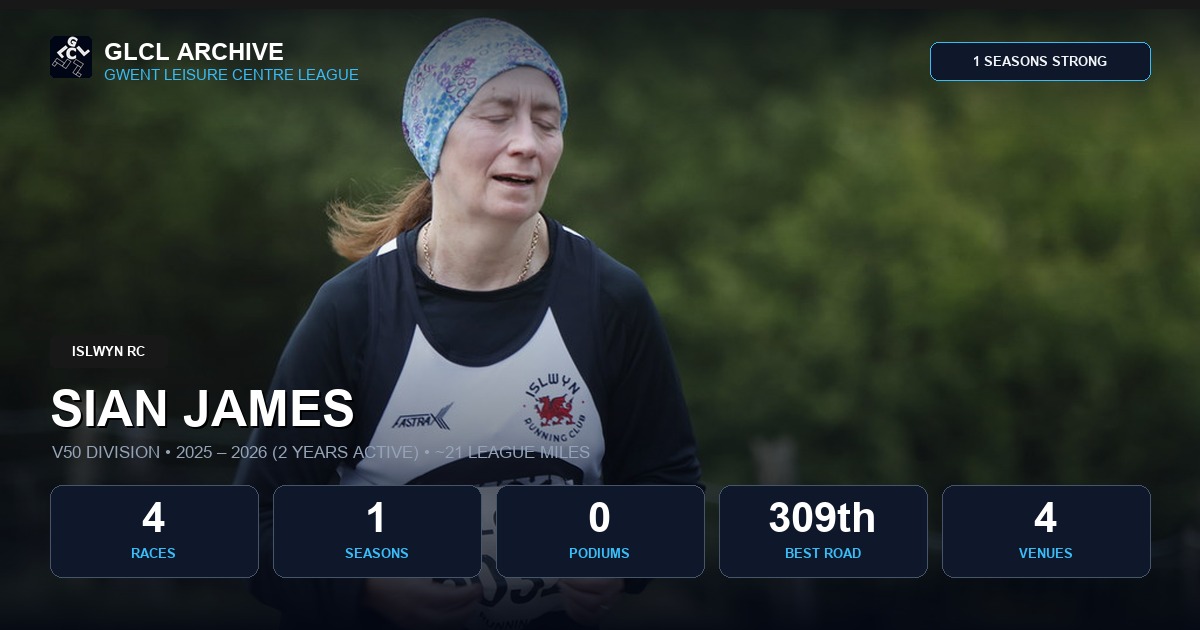 GLCL ARCHIVE
GWENT LEISURE CENTRE LEAGUE
1 SEASONS STRONG
ISLWYN RC
SIAN JAMES
V50 DIVISION • 2025 – 2026 (2 YEARS ACTIVE) • ~21 LEAGUE MILES
FASTRAX
ISLWYN
RUNNING CLUB
4
RACES
1
SEASONS
0
PODIUMS
309th
BEST ROAD
4
VENUES